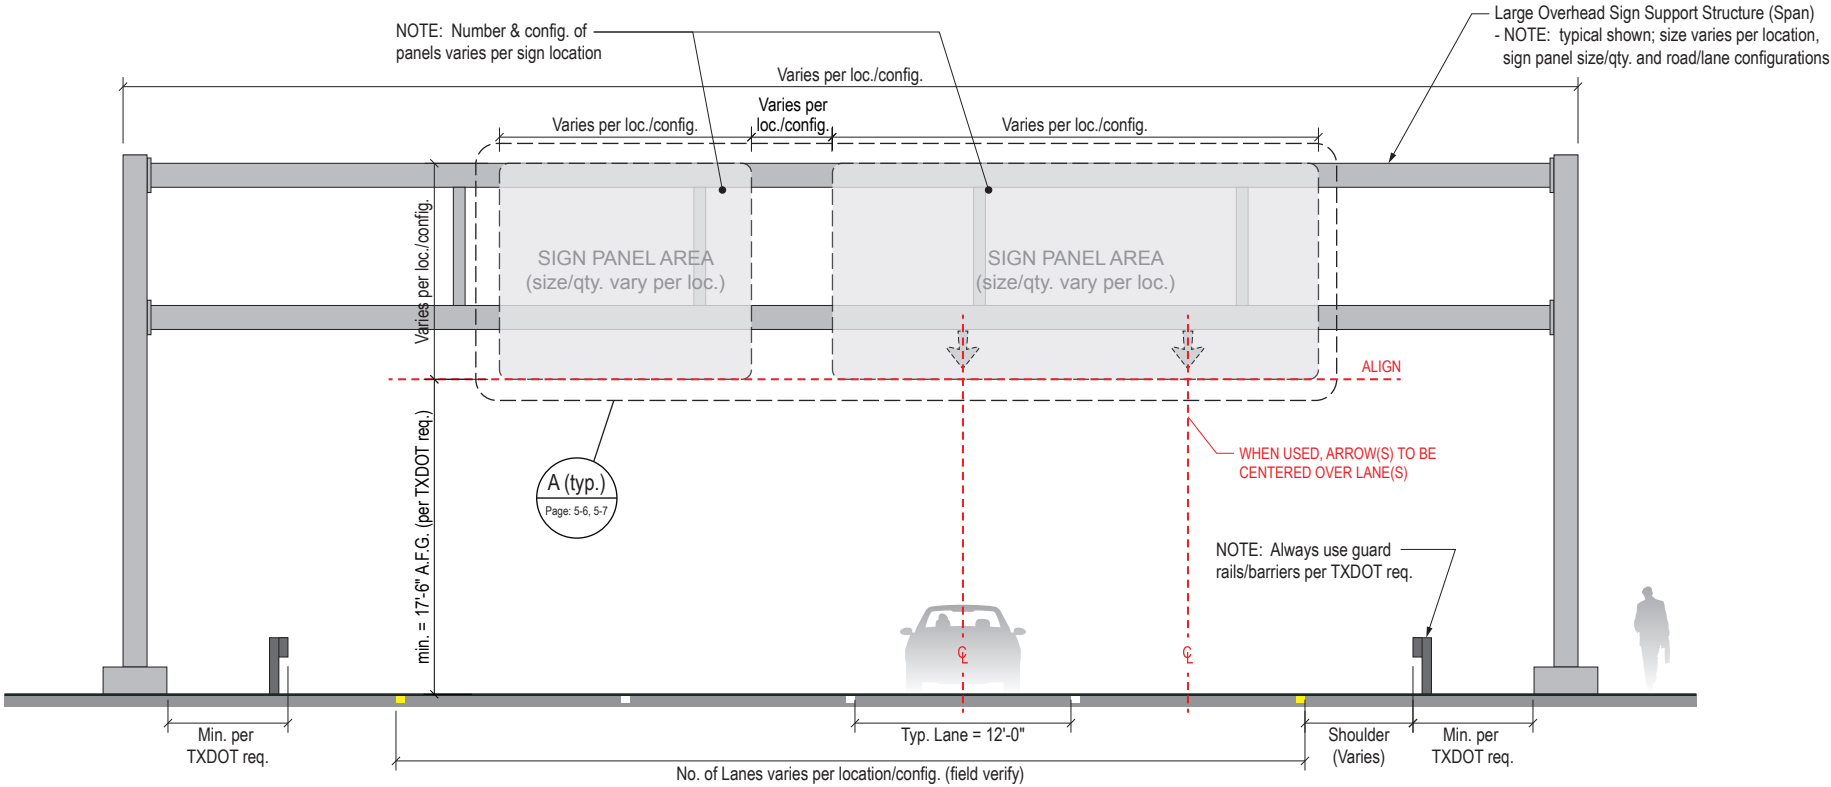 NOTE: Number & config. of
panels varies per sign location
Large Overhead Sign Support Structure (Span)
- NOTE: typical shown; size varies per location,
sign panel size/qty. and road/lane configurations
Varies per loc./config.
Varies per loc./config.
Varies per
loc./config.
Varies per loc./config.
Varies per loc./config.
SIGN PANEL AREA
(size/qty. vary per loc.)
SIGN PANEL AREA
(size/qty. vary per loc.)
ALIGN
min. = 17'-6" A.F.G. (per TXDOT req.)
WHEN USED, ARROW(S) TO BE
CENTERED OVER LANE(S)
A (typ.)
Page: 5-6, 5-7
NOTE: Always use guard
rails/barriers per TXDOT req.
CL
CL
Min. per
TXDOT req.
Typ. Lane = 12'-0"
Shoulder
(Varies)
Min. per
TXDOT req.
No. of Lanes varies per location/config. (field verify)